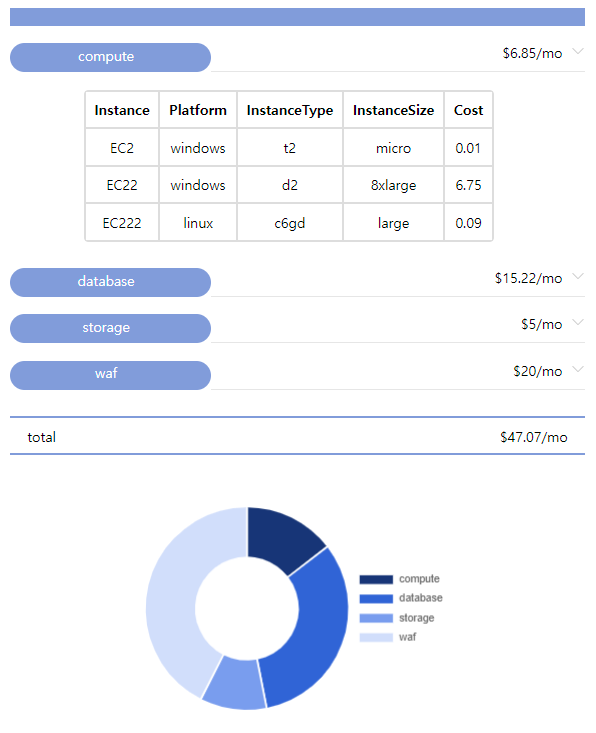 compute $6.85/mo
Instance Platform InstanceType InstanceSize Cost
EC2 windows t2 micro 0.01
EC22 windows d2 8xlarge 6.75
EC222 linux c6gd large 0.09
database $15.22/mo
storage $5/mo
waf $20/mo
total $47.07/mo
compute
database
storage
waf